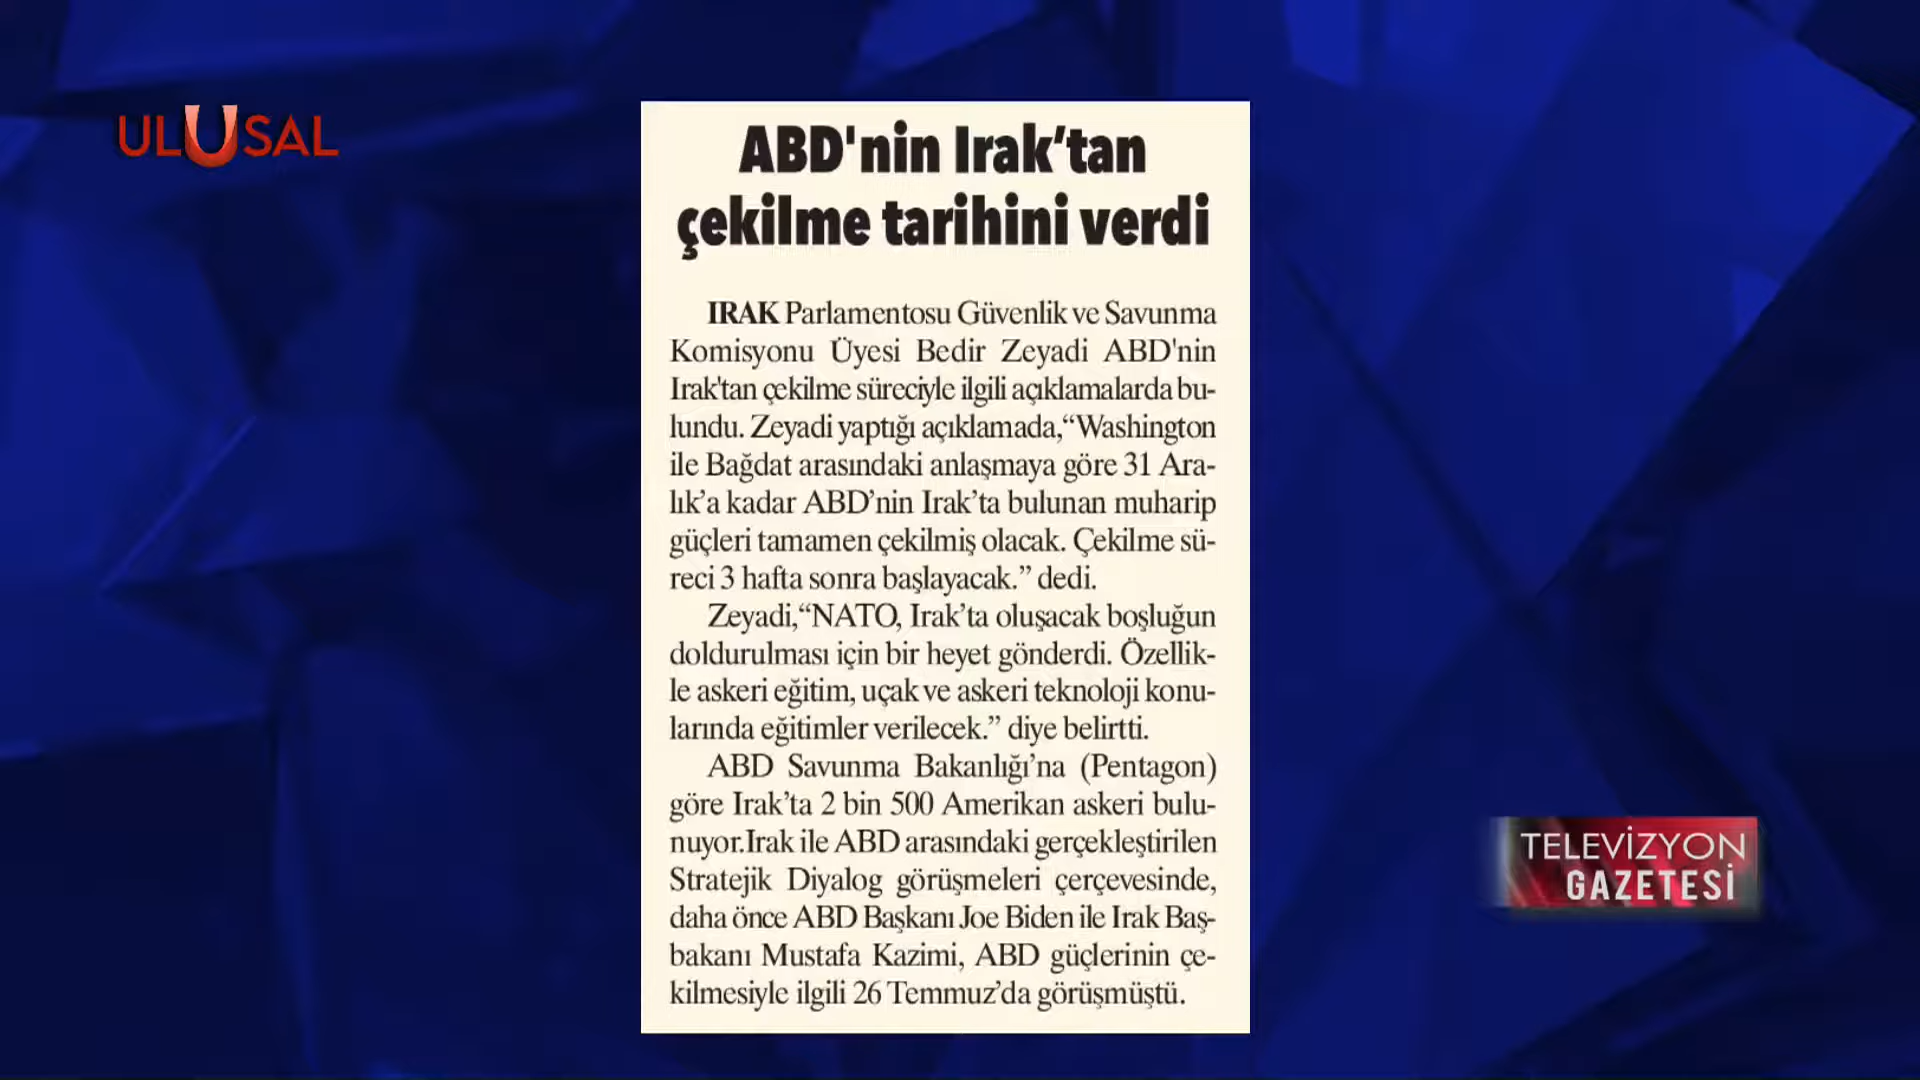 ULUSAL
ABD'nin Irak’tan
çekilme tarihini verdi
IRAK Parlamentosu Güvenlik ve Savunma
Komisyonu Üyesi Bedir Zeyadi ABD'nin
Irak'tan çekilme süreciyle ilgili açıklamalarda bu-
lundu. Zeyadi yaptığı açıklamada,“Washington
ile Bağdat arasındaki anlaşmaya göre 31 Ara-
lık’a kadar ABD’nin Irak’ta bulunan muharip
güçleri tamamen çekilmiş olacak. Çekilme sü-
reci 3 hafta sonra başlayacak.” dedi.
Zeyadi,“NATO, Irak’ta oluşacak boşluğun
doldurulması için bir heyet gönderdi. Özellik-
le askeri eğitim, uçak ve askeri teknoloji konu-
larında eğitimler verilecek.” diye belirtti.
ABD Savunma Bakanlığı’na (Pentagon)
göre Irak’ta 2 bin 500 Amerikan askeri bulu-
nuyor.Irak ile ABD arasındaki gerçekleştirilen
Stratejik Diyalog görüşmeleri çerçevesinde,
daha önce ABD Başkanı Joe Biden ile Irak Baş-
bakanı Mustafa Kazimi, ABD güçlerinin çe-
kilmesiyle ilgili 26 Temmuz’da görüşmüştü.
TELEVİZYON
GAZETESİ